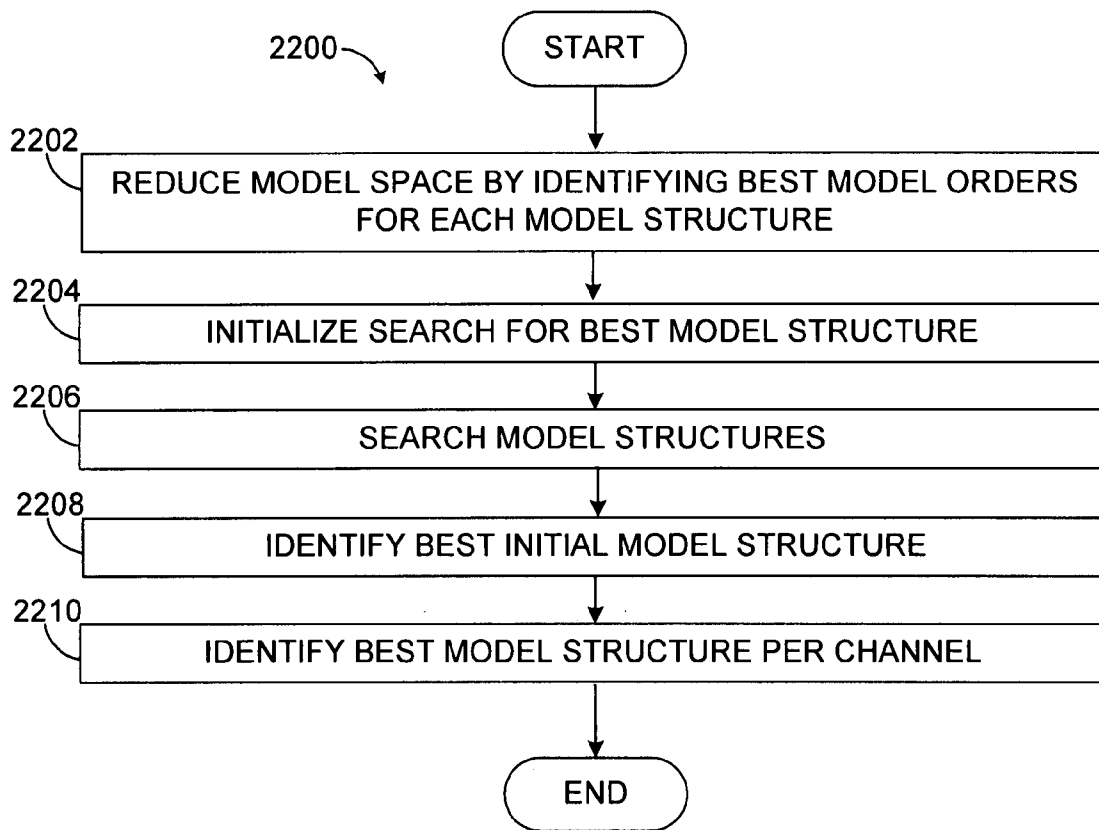 2200
START
2202
REDUCE MODEL SPACE BY IDENTIFYING BEST MODEL ORDERS
FOR EACH MODEL STRUCTURE
2204
INITIALIZE SEARCH FOR BEST MODEL STRUCTURE
2206
SEARCH MODEL STRUCTURES
2208
IDENTIFY BEST INITIAL MODEL STRUCTURE
2210
IDENTIFY BEST MODEL STRUCTURE PER CHANNEL
END